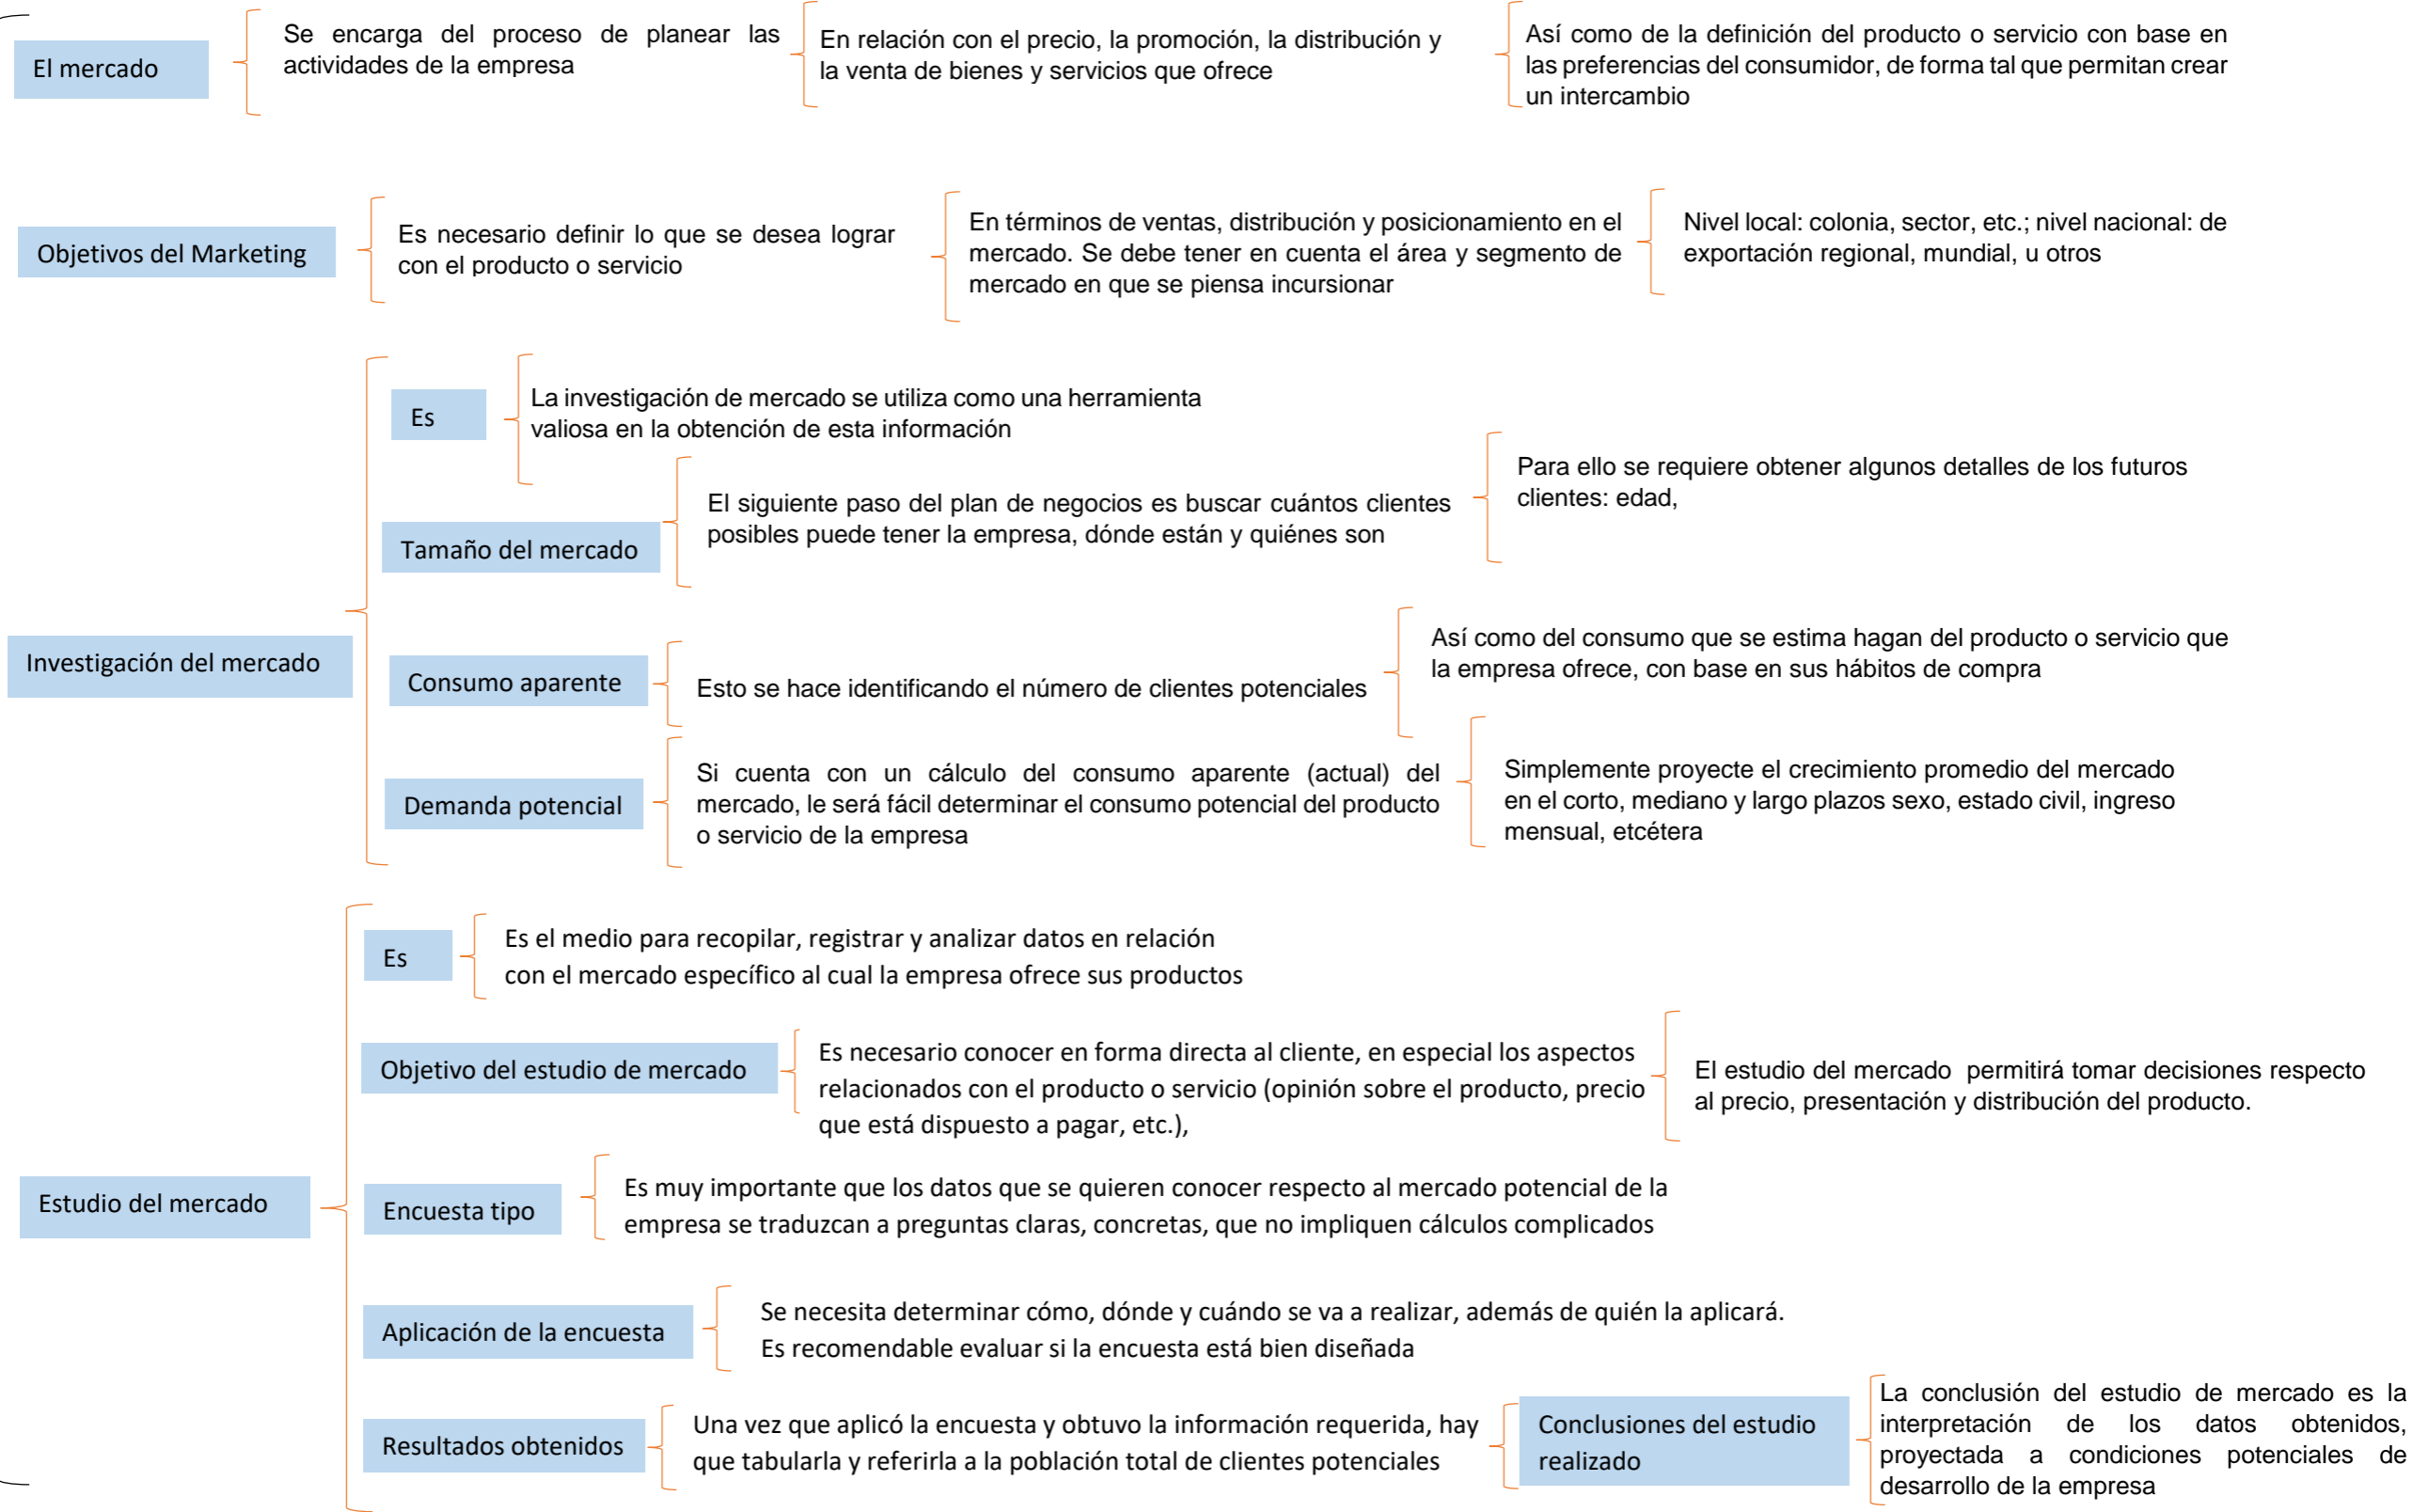 El mercado
Se encarga del proceso de planear las
actividades de la empresa
En relación con el precio, la promoción, la distribución y
la venta de bienes y servicios que ofrece
Así como de la definición del producto o servicio con base en
las preferencias del consumidor, de forma tal que permitan crear
un intercambio
Objetivos del Marketing
Es necesario definir lo que se desea lograr
con el producto o servicio
En términos de ventas, distribución y posicionamiento en el
mercado. Se debe tener en cuenta el área y segmento de
mercado en que se piensa incursionar
Nivel local: colonia, sector, etc.; nivel nacional: de
exportación regional, mundial, u otros
Investigación del mercado
Es
La investigación de mercado se utiliza como una herramienta
valiosa en la obtención de esta información
Tamaño del mercado
El siguiente paso del plan de negocios es buscar cuántos clientes
posibles puede tener la empresa, dónde están y quiénes son
Para ello se requiere obtener algunos detalles de los futuros
clientes: edad,
Consumo aparente
Esto se hace identificando el número de clientes potenciales
Así como del consumo que se estima hagan del producto o servicio que
la empresa ofrece, con base en sus hábitos de compra
Demanda potencial
Si cuenta con un cálculo del consumo aparente (actual) del
mercado, le será fácil determinar el consumo potencial del producto
o servicio de la empresa
Simplemente proyecte el crecimiento promedio del mercado
en el corto, mediano y largo plazos sexo, estado civil, ingreso
mensual, etcétera
Estudio del mercado
Es
Es el medio para recopilar, registrar y analizar datos en relación
con el mercado específico al cual la empresa ofrece sus productos
Objetivo del estudio de mercado
Es necesario conocer en forma directa al cliente, en especial los aspectos
relacionados con el producto o servicio (opinión sobre el producto, precio
que está dispuesto a pagar, etc.),
El estudio del mercado permitirá tomar decisiones respecto
al precio, presentación y distribución del producto.
Encuesta tipo
Es muy importante que los datos que se quieren conocer respecto al mercado potencial de la
empresa se traduzcan a preguntas claras, concretas, que no impliquen cálculos complicados
Aplicación de la encuesta
Se necesita determinar cómo, dónde y cuándo se va a realizar, además de quién la aplicará.
Es recomendable evaluar si la encuesta está bien diseñada
Resultados obtenidos
Una vez que aplicó la encuesta y obtuvo la información requerida, hay
que tabularla y referirla a la población total de clientes potenciales
Conclusiones del estudio
realizado
La conclusión del estudio de mercado es la
interpretación de los datos obtenidos,
proyectada a condiciones potenciales de
desarrollo de la empresa